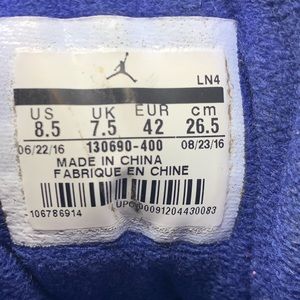 LN4
US UK EUR cm
8.5 7.5 42 26.5
06/22/16 130690-400 08/23/16
MADE IN CHINA
FABRIQUE EN CHINE
106786914 UPC:00091204430083